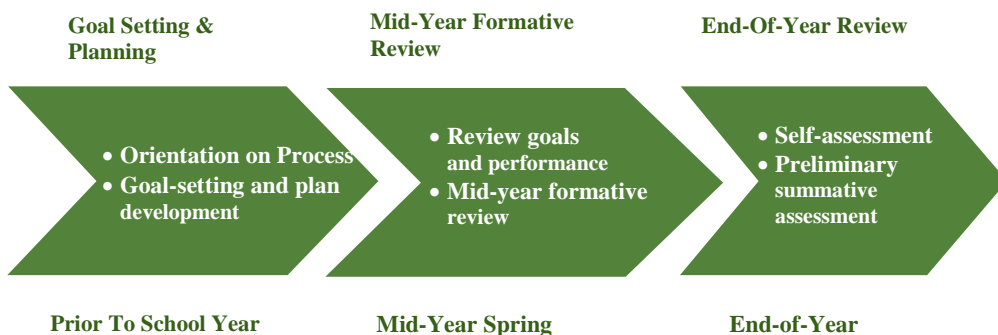 Goal Setting &
Planning
• Orientation on Process
• Goal-setting and plan
development
Prior To School Year
Mid-Year Formative
Review
• Review goals
and performance
• Mid-year formative
review
Mid-Year Spring
End-Of-Year Review
• Self-assessment
• Preliminary
summative
assessment
End-of-Year